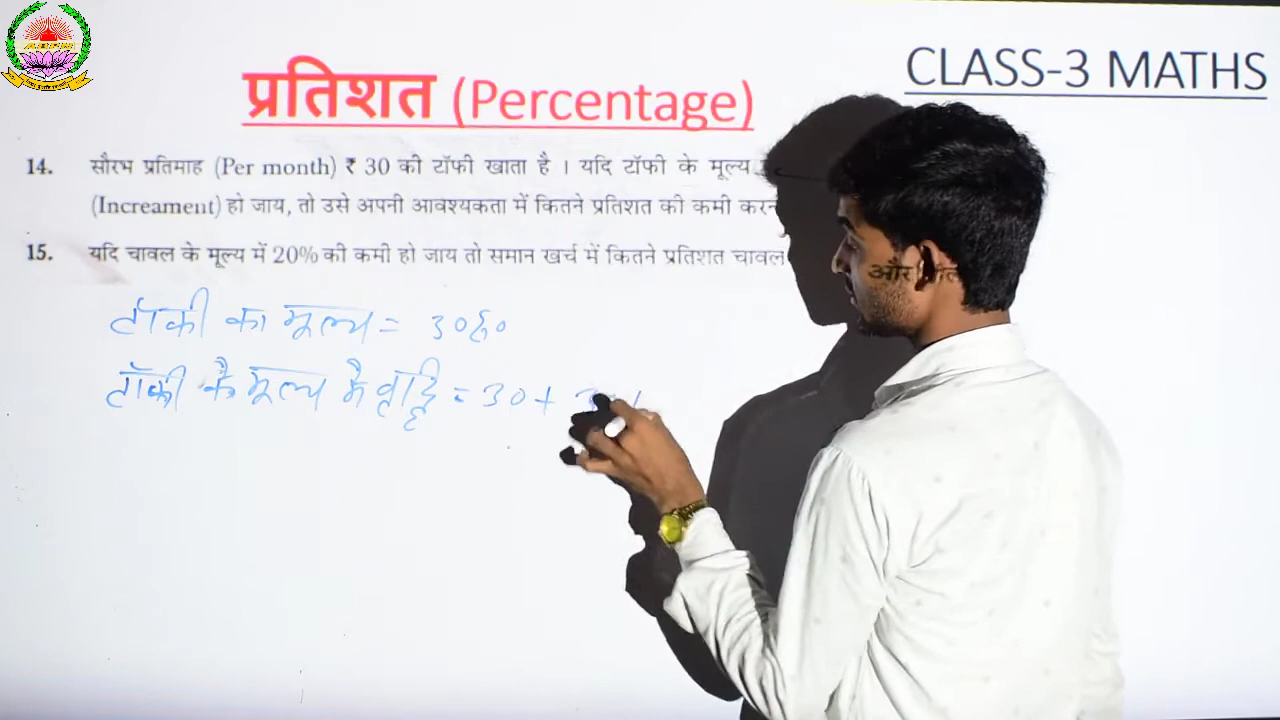 CLASS-3 MATHS
प्रतिशत (Percentage)
14. सौरभ प्रतिमाह (Per month) ₹ 30 की टॉफी खाता है । यदि टॉफी के मूल्य
(Increament) हो जाय, तो उसे अपनी आवश्यकता में कितने प्रतिशत की कमी करन
15. यदि चावल के मूल्य में 20% की कमी हो जाय तो समान खर्च में कितने प्रतिशत चावल और
टॉफी का मूल्य = 30रु०
टॉफी के मूल्य मे वृद्धि = 30 +